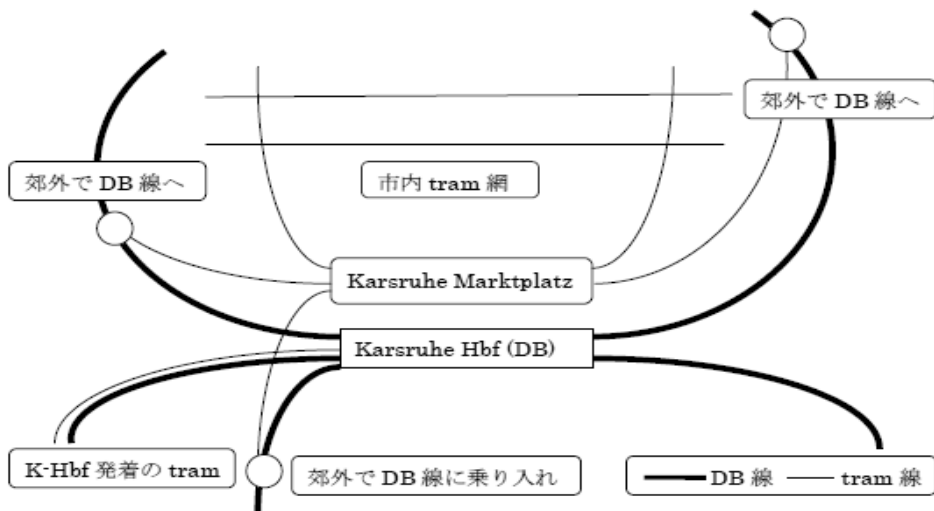 郊外で DB 線へ
郊外で DB 線へ
市内 tram 網
Karsruhe Marktplatz
Karsruhe Hbf (DB)
K-Hbf 発着の tram
郊外で DB 線に乗り入れ
DB 線 tram 線